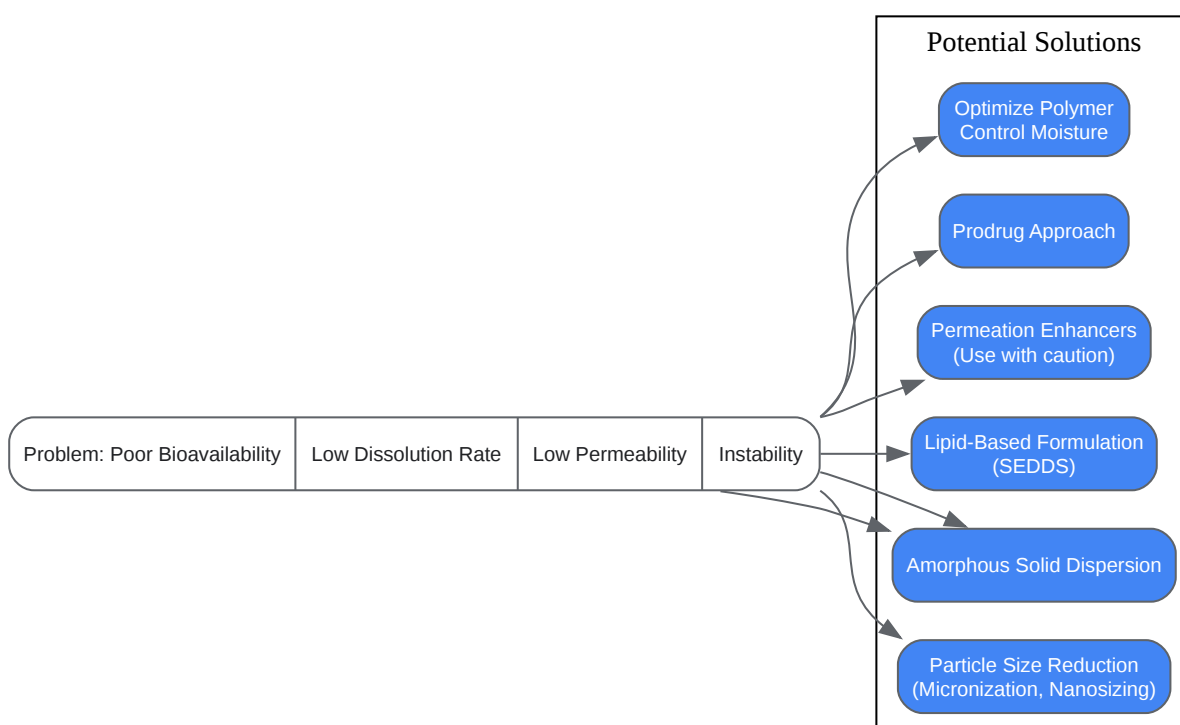 Potential Solutions
Optimize Polymer
Control Moisture
Prodrug Approach
Permeation Enhancers
(Use with caution)
Problem: Poor Bioavailability
Low Dissolution Rate
Low Permeability
Instability
Lipid-Based Formulation
(SEDDS)
Amorphous Solid Dispersion
Particle Size Reduction
(Micronization, Nanosizing)